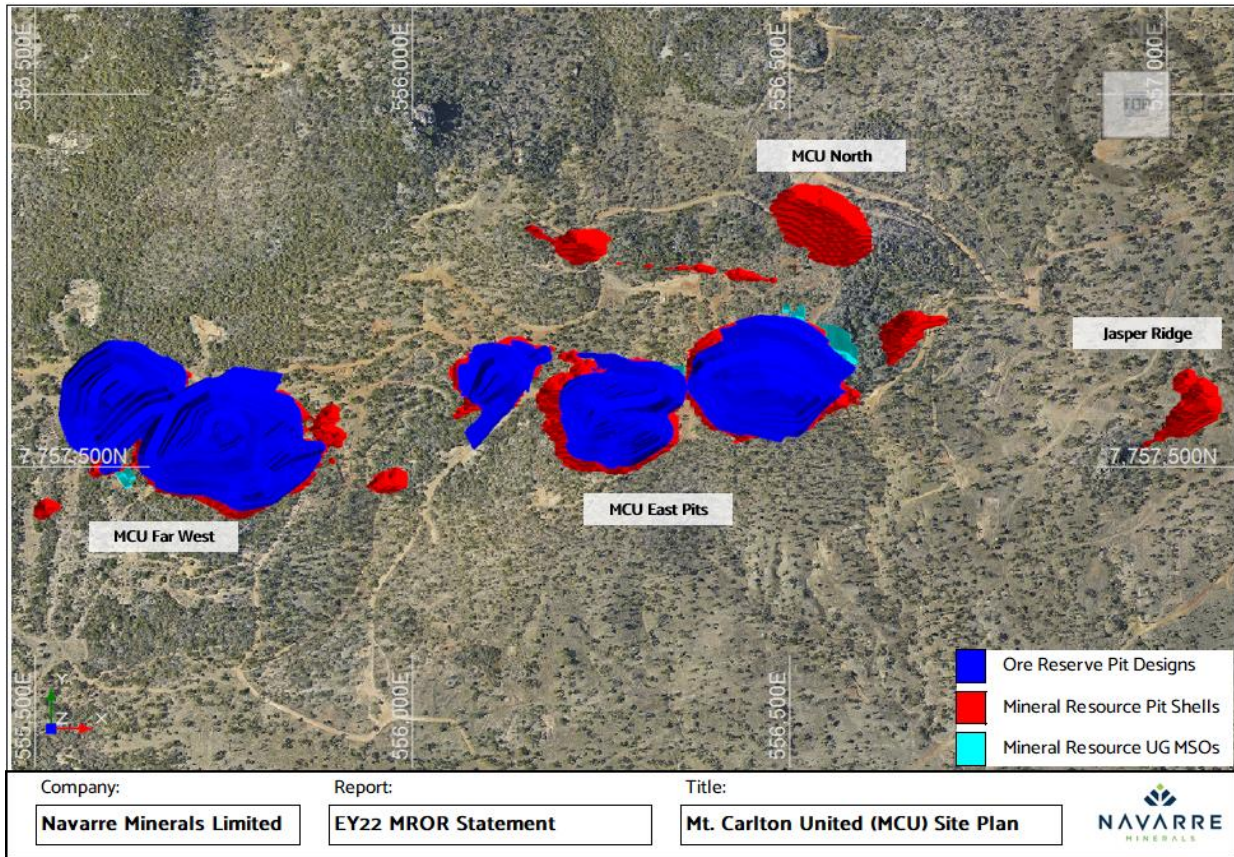 555,500E
556,000E
556,500E
557,000E
TOP
MCU North
Jasper Ridge
7,757,500N
7,757,500N
MCU Far West
MCU East Pits
Y
Z
X
555,500E
556,000E
556,500E
Ore Reserve Pit Designs
Mineral Resource Pit Shells
Mineral Resource UG MSOs
Company:
Navarre Minerals Limited
Report:
EY22 MROR Statement
Title:
Mt. Carlton United (MCU) Site Plan
NAVARRE
MINERALS